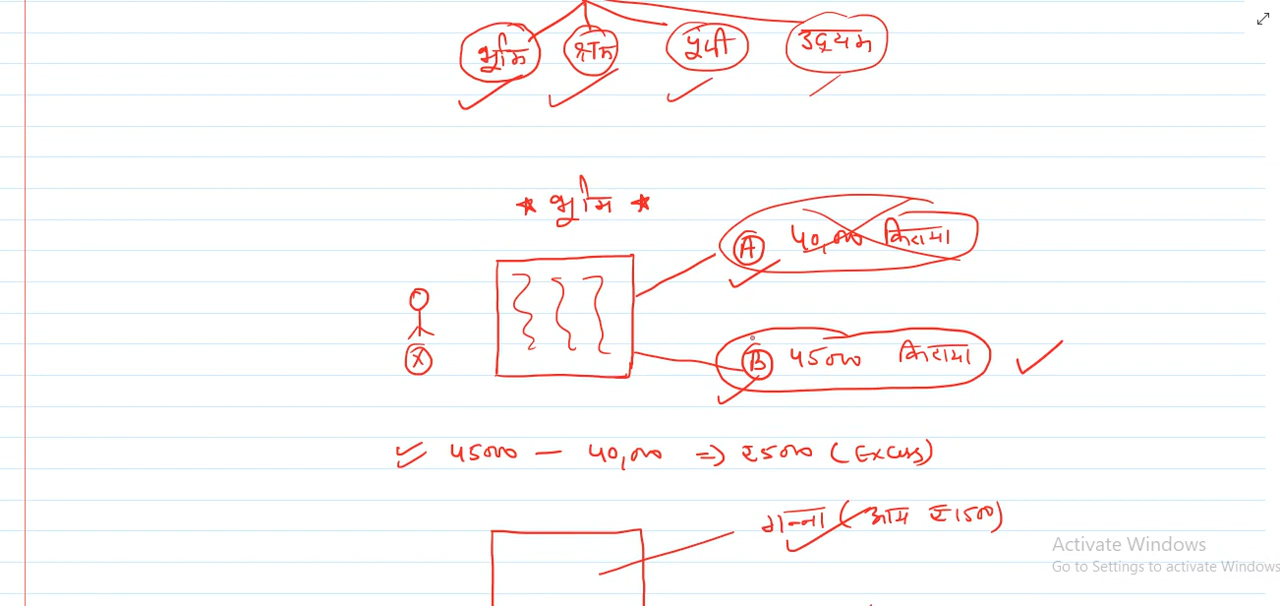 भूमि श्रम पूंजी उद्यम
* भूमि *
A 40,000 किराया
X
B 45000 किराया
45000 — 40,000 => ₹5000 (Excess)
गन्ना (आय ₹1500)
Activate Windows
Go to Settings to activate Windows